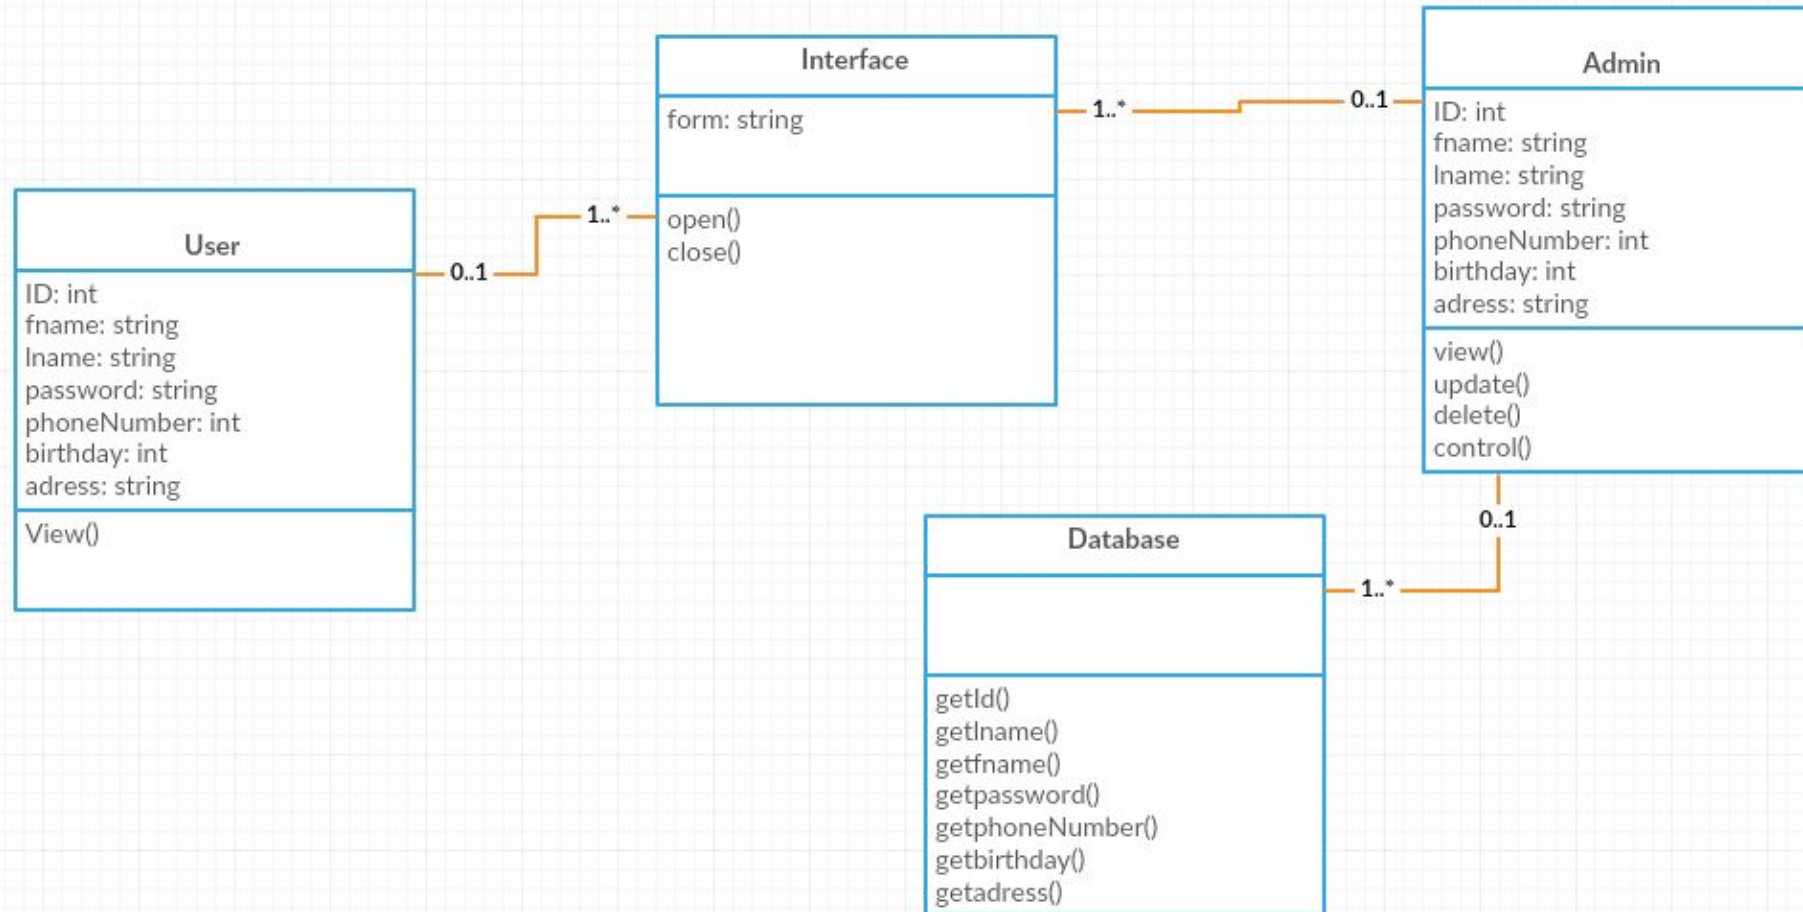 User
ID: int
fname: string
lname: string
password: string
phoneNumber: int
birthday: int
adress: string
View()
0..1
1..*
Interface
form: string
open()
close()
1..*
0..1
Admin
ID: int
fname: string
lname: string
password: string
phoneNumber: int
birthday: int
adress: string
view()
update()
delete()
control()
0..1
1..*
Database
getId()
getlname()
getfname()
getpassword()
getphoneNumber()
getbirthday()
getadress()